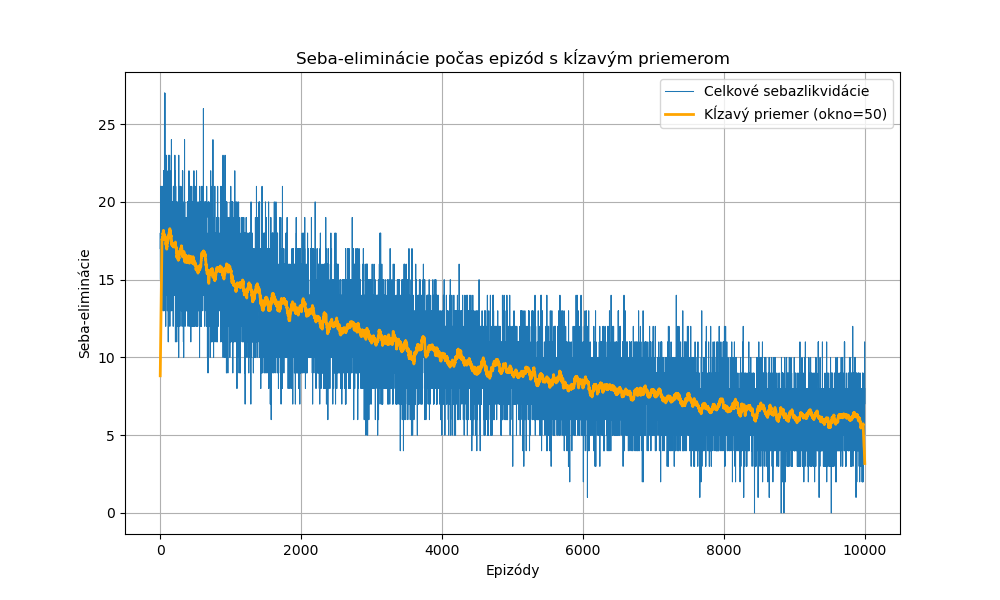 Seba-eliminácie počas epizód s kĺzavým priemerom
Celkové sebazlikvidácie
Kĺzavý priemer (okno=50)
Seba-eliminácie
25
20
15
10
5
0
0 2000 4000 6000 8000 10000
Epizódy